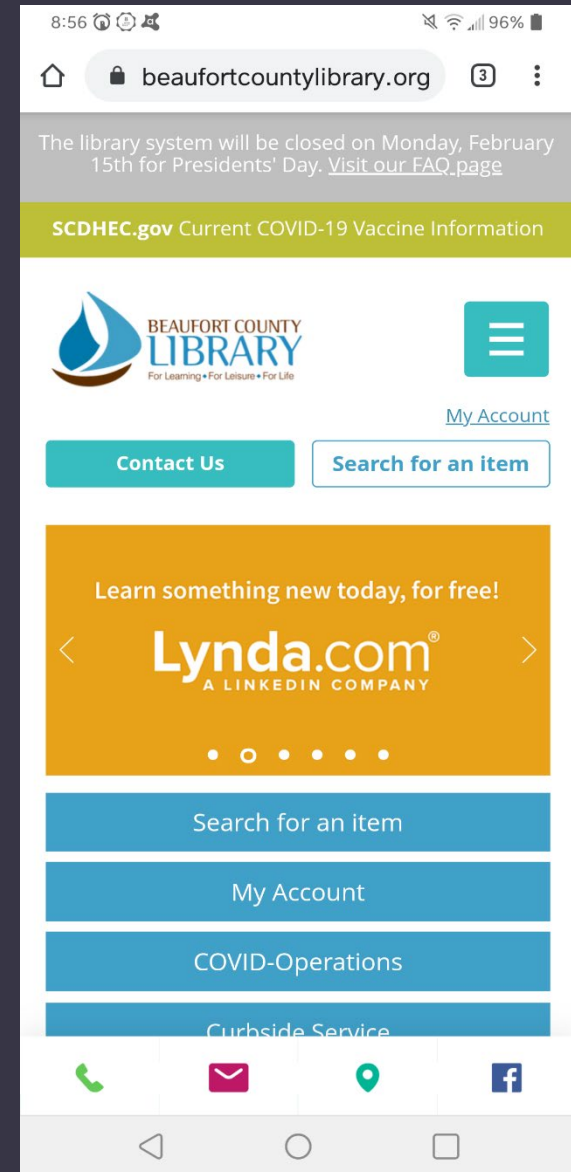 8:56
96%
beaufortcountylibrary.org
3
The library system will be closed on Monday, February
15th for Presidents' Day. Visit our FAQ page
SCDHEC.gov Current COVID-19 Vaccine Information
BEAUFORT COUNTY
LIBRARY
For Learning•For Leisure•For Life
My Account
Contact Us
Search for an item
Learn something new today, for free!
Lynda.com®
A LINKEDIN COMPANY
Search for an item
My Account
COVID-Operations
Curbside Service
f